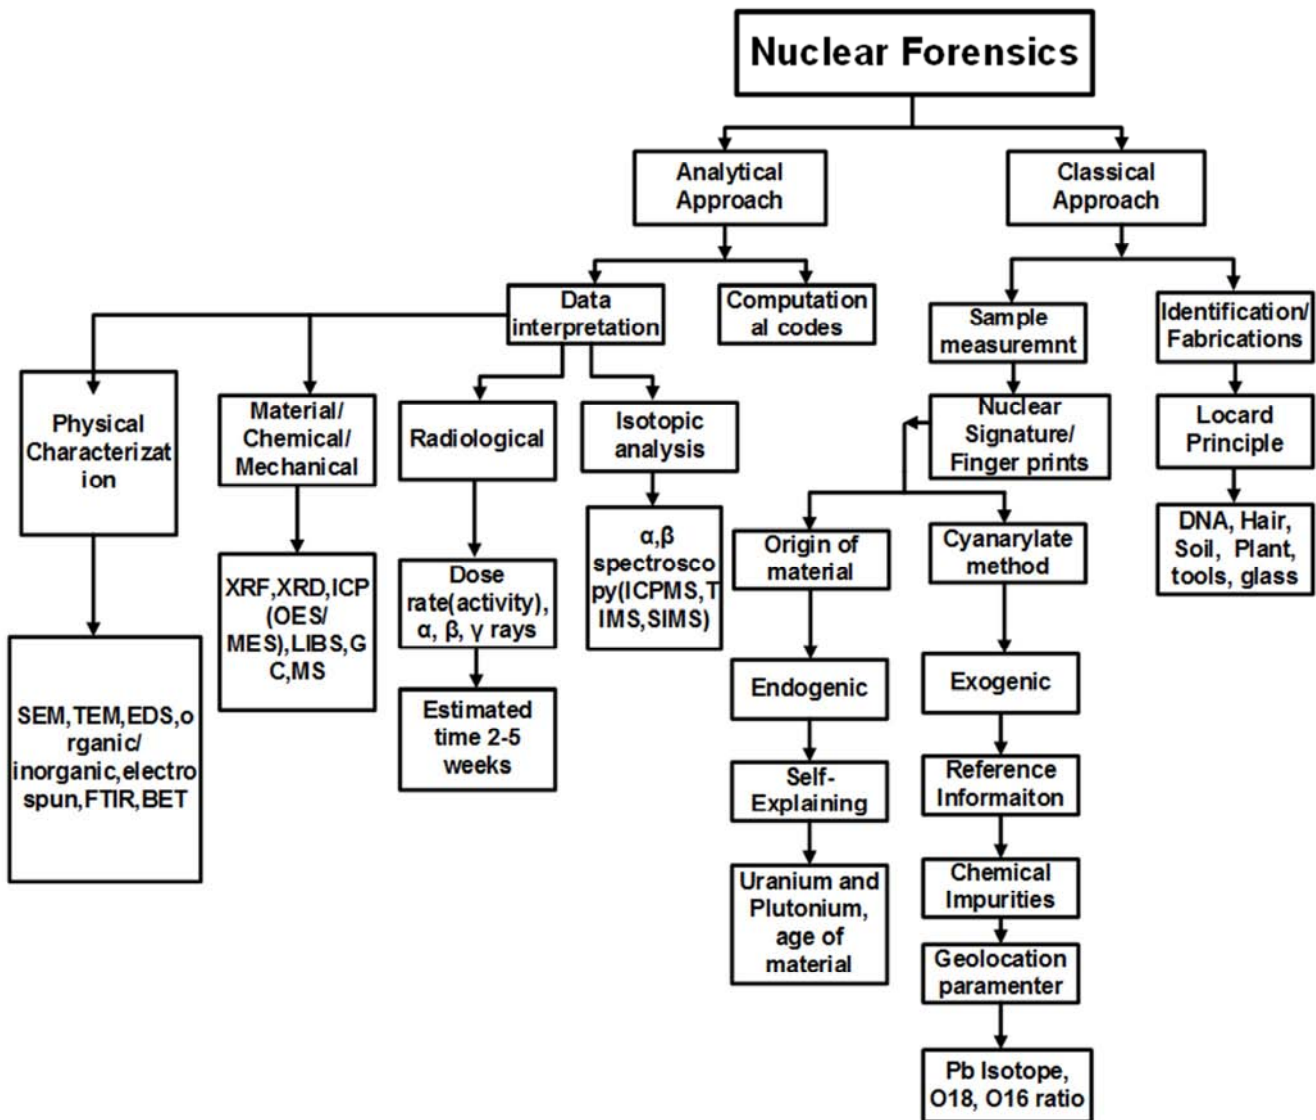 Nuclear Forensics
Analytical
Approach
Classical
Approach
Data
interpretation
Computation
al codes
Sample
measuremnt
Identification/
Fabrications
Physical
Characterizat
ion
Material/
Chemical/
Mechanical
Radiological
Isotopic
analysis
Nuclear
Signature/
Finger prints
Locard
Principle
SEM,TEM,EDS,o
rganic/
inorganic,electro
spun,FTIR,BET
XRF,XRD,ICP
(OES/
MES),LIBS,G
C,MS
Dose
rate(activity),
α, β, γ rays
Estimated
time 2-5
weeks
α,β
spectrosco
py(ICPMS,T
IMS,SIMS)
Origin of
material
Cyanarylate
method
DNA, Hair,
Soil, Plant,
tools, glass
Endogenic
Exogenic
Self-
Explaining
Reference
Informaiton
Uranium and
Plutonium,
age of
material
Chemical
Impurities
Geolocation
paramenter
Pb Isotope,
O18, O16 ratio